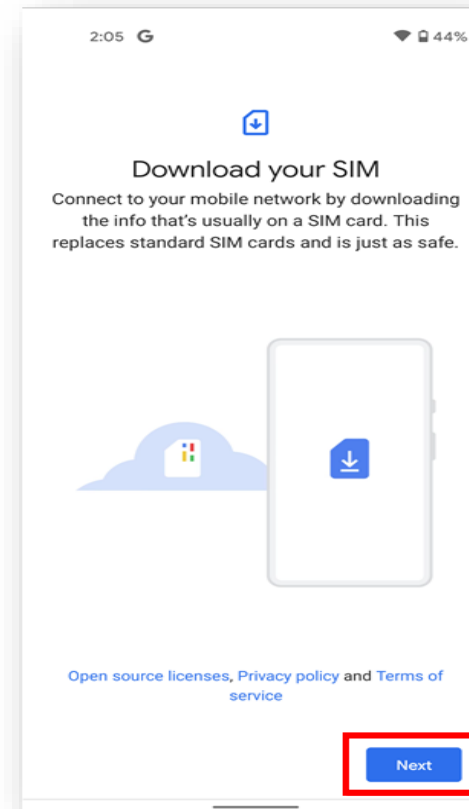 2:05 G 44%
Download your SIM
Connect to your mobile network by downloading
the info that's usually on a SIM card. This
replaces standard SIM cards and is just as safe.
Open source licenses, Privacy policy and Terms of
service
Next